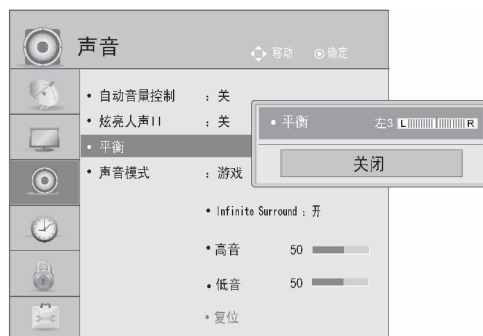 声音
移动 ◎确定
• 自动音量控制 : 关
• 炫亮人声II : 关
• 平衡
• 平衡 左3 L R
关闭
• 声音模式 : 游戏
• Infinite Surround : 开
• 高音 50
• 低音 50
• 复位